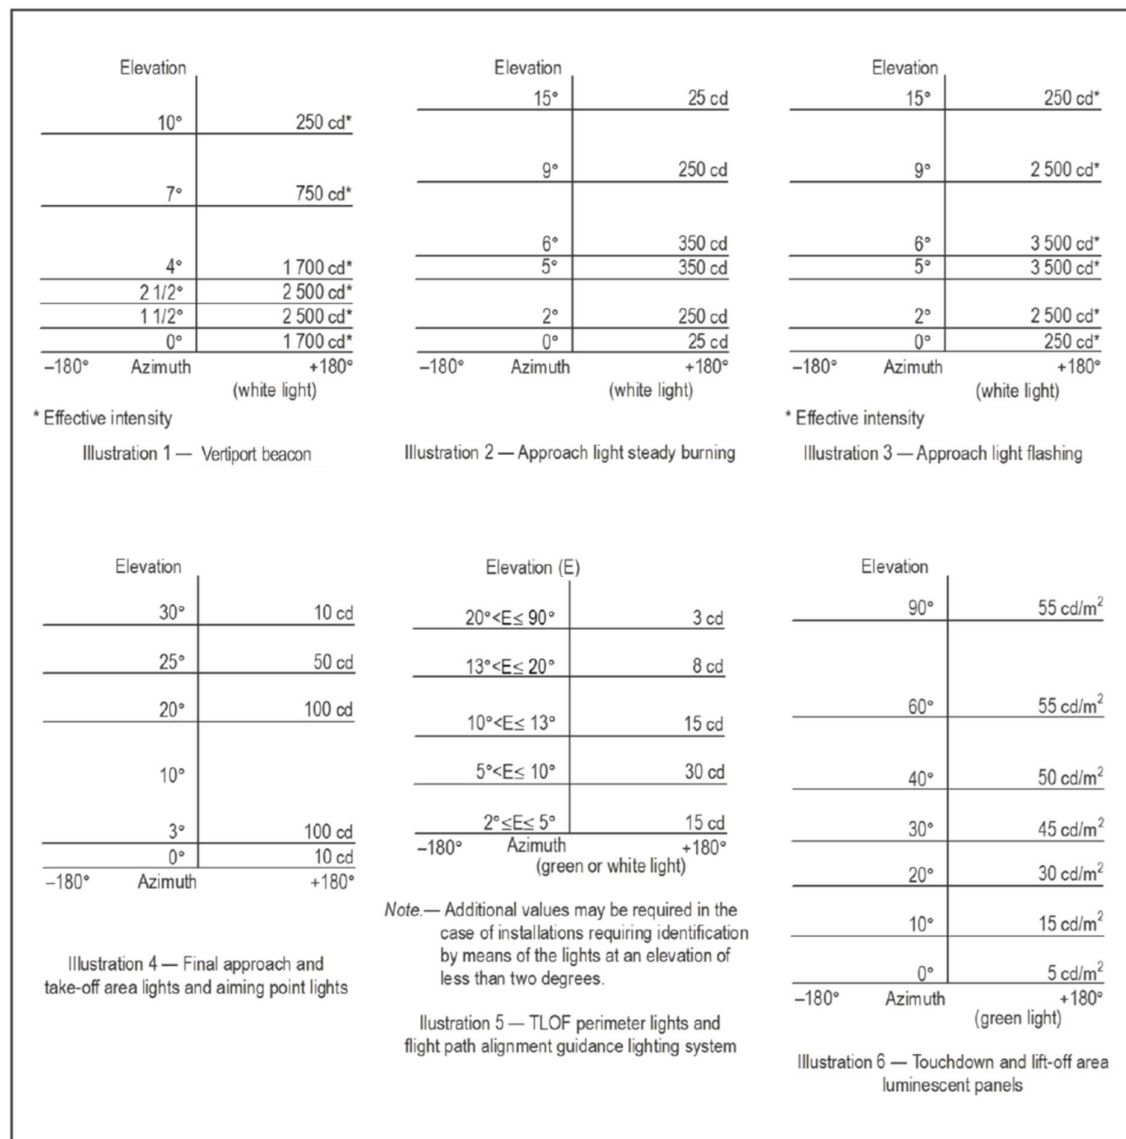 Elevation
10° 250 cd*
7° 750 cd*
4° 1 700 cd*
2 1/2° 2 500 cd*
1 1/2° 2 500 cd*
0° 1 700 cd*
–180° Azimuth +180°
(white light)
* Effective intensity
Illustration 1 — Vertiport beacon
Elevation
15° 25 cd
9° 250 cd
6° 350 cd
5° 350 cd
2° 250 cd
0° 25 cd
–180° Azimuth +180°
(white light)
Illustration 2 — Approach light steady burning
Elevation
15° 250 cd*
9° 2 500 cd*
6° 3 500 cd*
5° 3 500 cd*
2° 2 500 cd*
0° 250 cd*
–180° Azimuth +180°
(white light)
* Effective intensity
Illustration 3 — Approach light flashing
Elevation
30° 10 cd
25° 50 cd
20° 100 cd
10°
3° 100 cd
0° 10 cd
–180° Azimuth +180°
Illustration 4 — Final approach and
take-off area lights and aiming point lights
Elevation (E)
20°<E≤ 90° 3 cd
13°<E≤ 20° 8 cd
10°<E≤ 13° 15 cd
5°<E≤ 10° 30 cd
2°≤E≤ 5° 15 cd
–180° Azimuth +180°
(green or white light)
Note.— Additional values may be required in the
case of installations requiring identification
by means of the lights at an elevation of
less than two degrees.
Ilustration 5 — TLOF perimeter lights and
flight path alignment guidance lighting system
Elevation
90° 55 cd/m²
60° 55 cd/m²
40° 50 cd/m²
30° 45 cd/m²
20° 30 cd/m²
10° 15 cd/m²
0° 5 cd/m²
–180° Azimuth +180°
(green light)
Illustration 6 — Touchdown and lift-off area
luminescent panels